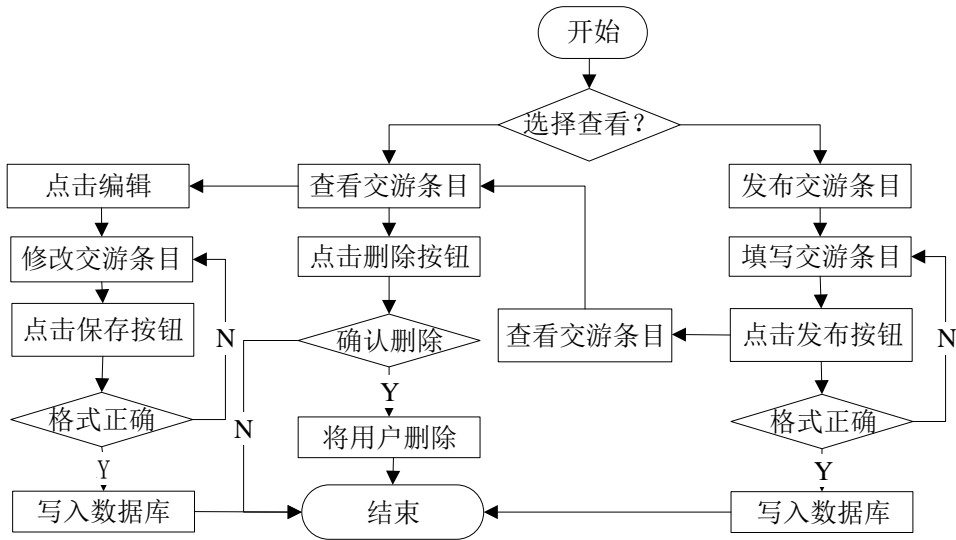 开始
选择查看？
点击编辑
查看交游条目
发布交游条目
修改交游条目
点击删除按钮
填写交游条目
点击保存按钮
N
确认删除
查看交游条目
点击发布按钮
N
Y
格式正确
N
将用户删除
格式正确
Y
Y
写入数据库
结束
写入数据库